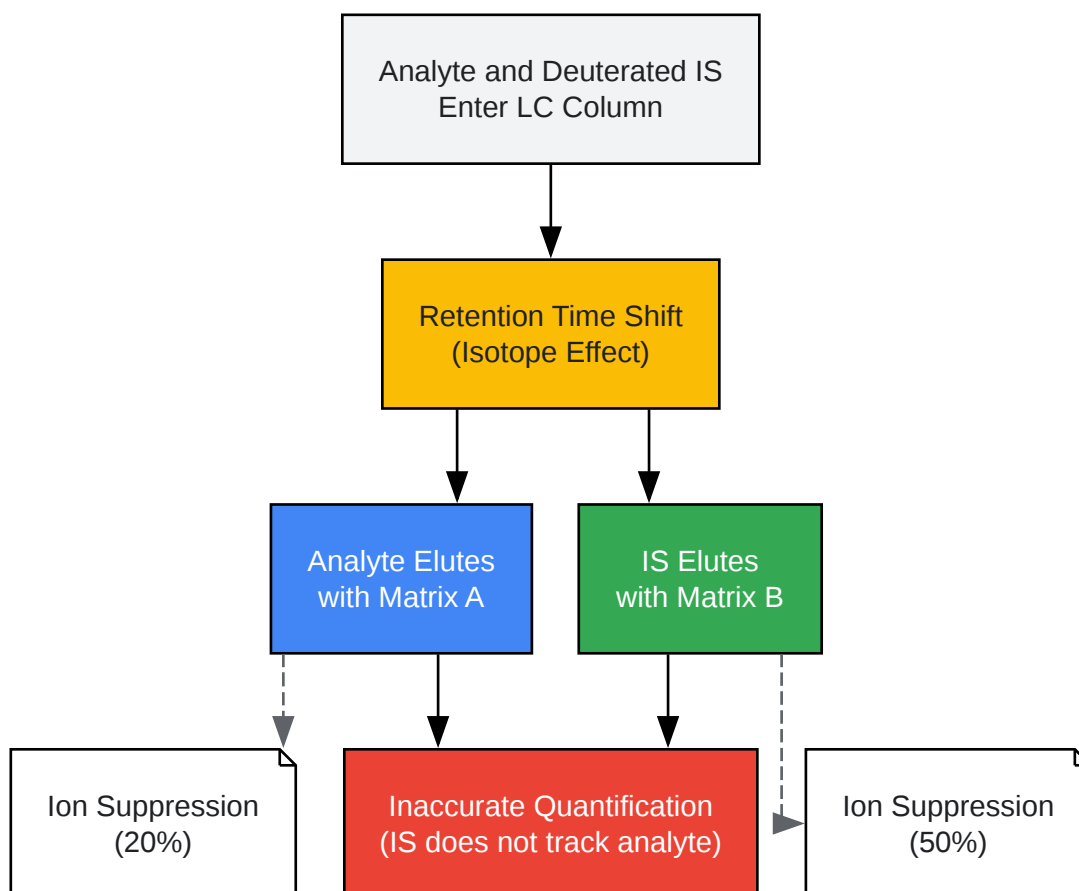 Analyte and Deuterated IS
Enter LC Column
Retention Time Shift
(Isotope Effect)
Analyte Elutes
with Matrix A
IS Elutes
with Matrix B
Ion Suppression
(20%)
Inaccurate Quantification
(IS does not track analyte)
Ion Suppression
(50%)